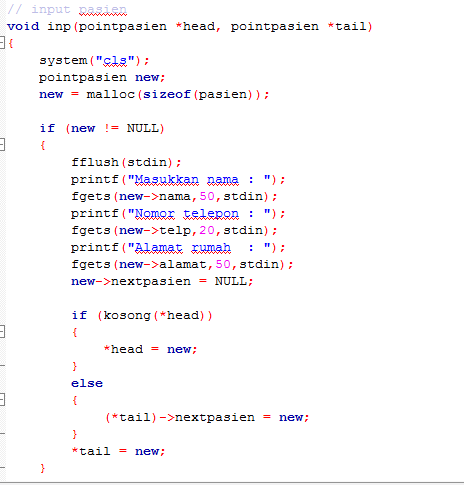 // input pasien
void inp(pointpasien *head, pointpasien *tail)
{
    system("cls");
    pointpasien new;
    new = malloc(sizeof(pasien));

    if (new != NULL)
    {
        fflush(stdin);
        printf("Masukkan nama : ");
        fgets(new->nama,50,stdin);
        printf("Nomor telepon : ");
        fgets(new->telp,20,stdin);
        printf("Alamat rumah  : ");
        fgets(new->alamat,50,stdin);
        new->nextpasien = NULL;

        if (kosong(*head))
        {
            *head = new;
        }
        else
        {
            (*tail)->nextpasien = new;
        }
        *tail = new;
    }